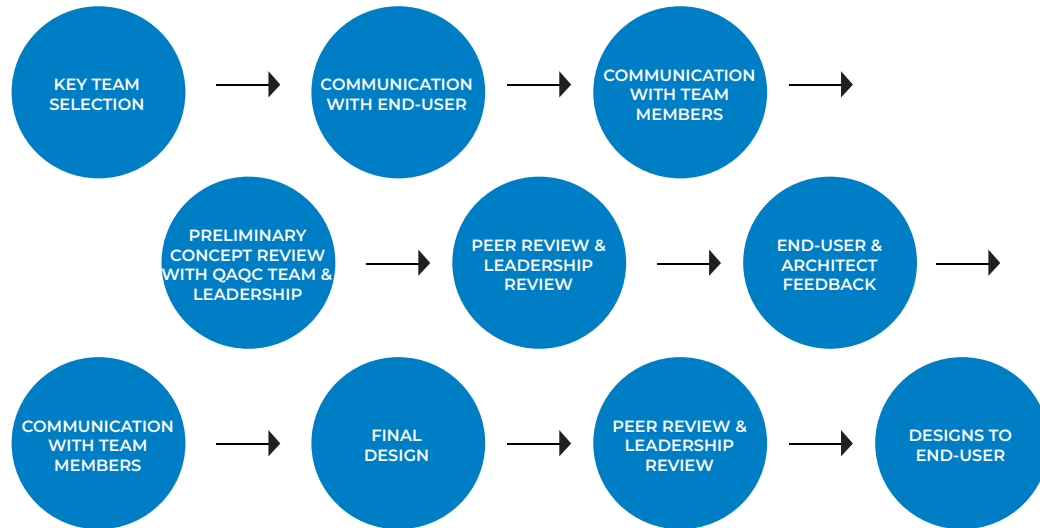 KEY TEAM
SELECTION
COMMUNICATION
WITH END-USER
COMMUNICATION
WITH TEAM
MEMBERS
PRELIMINARY
CONCEPT REVIEW
WITH QAQC TEAM &
LEADERSHIP
PEER REVIEW &
LEADERSHIP
REVIEW
END-USER &
ARCHITECT
FEEDBACK
COMMUNICATION
WITH TEAM
MEMBERS
FINAL
DESIGN
PEER REVIEW &
LEADERSHIP
REVIEW
DESIGNS TO
END-USER